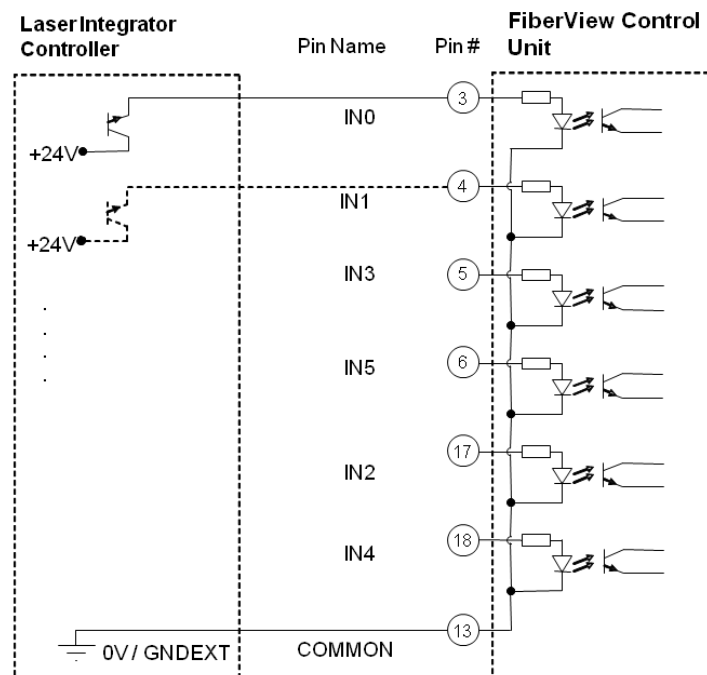 Laser Integrator
Controller
Pin Name
Pin #
FiberView Control
Unit
3
IN0
+24V
4
IN1
+24V
IN3
5
IN5
6
17
IN2
18
IN4
13
0V / GNDEXT
COMMON